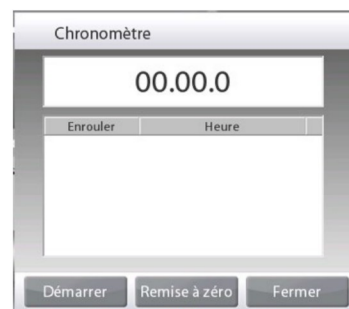 Chronomètre
00.00.0
Enrouler Heure
Démarrer Remise à zéro Fermer